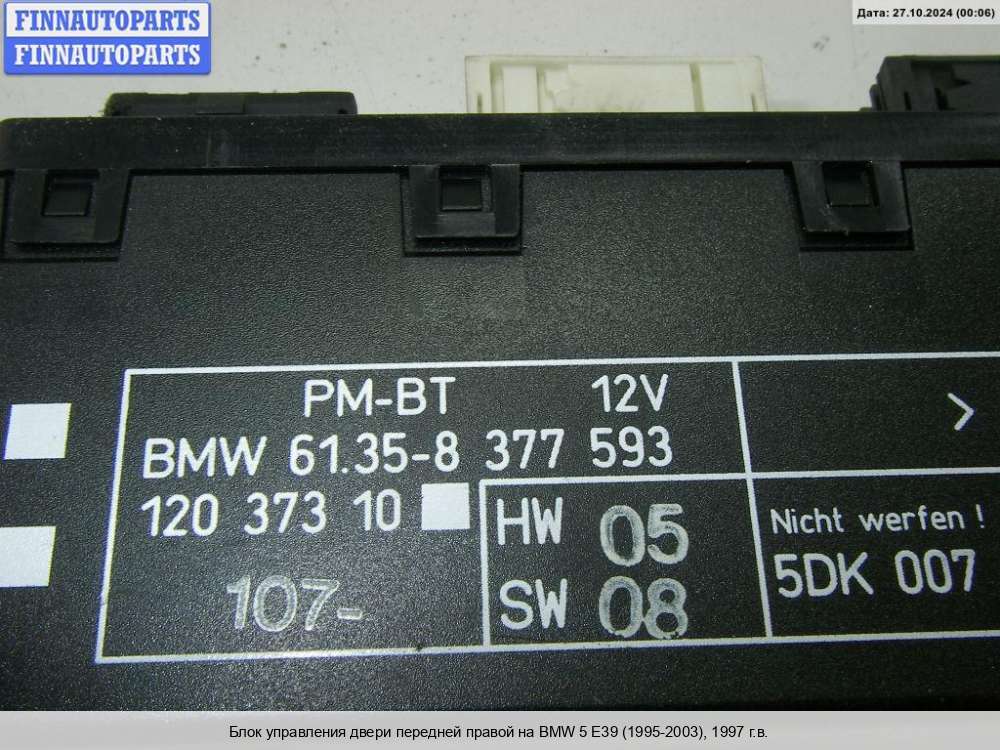 FINNAUTOPARTS
FINNAUTOPARTS
Дата: 27.10.2024 (00:06)
PM-BT 12V
BMW 61.35-8 377 593
120 373 10
HW 05
SW 08
107-
>
Nicht werfen !
5DK 007
Блок управления двери передней правой на BMW 5 E39 (1995-2003), 1997 г.в.